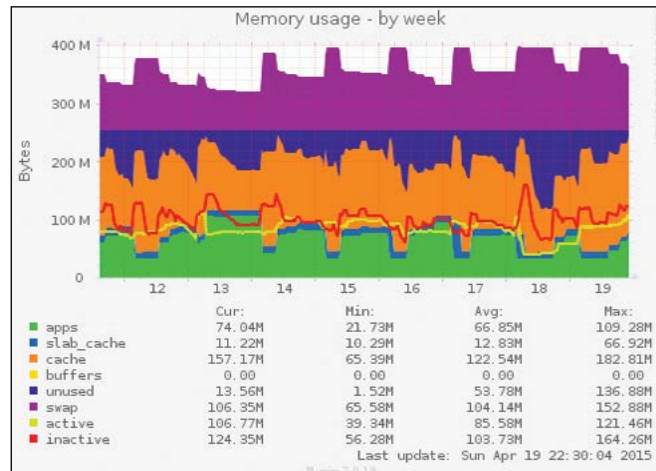 Memory usage - by week
400 M
300 M
200 M
100 M
0
Bytes
12 13 14 15 16 17 18 19
Cur: Min: Avg: Max:
apps 74.04M 21.73M 66.85M 109.28M
slab_cache 11.22M 10.29M 12.83M 66.92M
cache 157.17M 65.39M 122.54M 182.81M
buffers 0.00 0.00 0.00 0.00
unused 13.56M 1.52M 53.78M 136.88M
swap 106.35M 65.58M 104.14M 152.88M
active 106.77M 39.34M 85.58M 121.46M
inactive 124.35M 56.28M 103.73M 164.26M
Last update: Sun Apr 19 22:30:04 2015